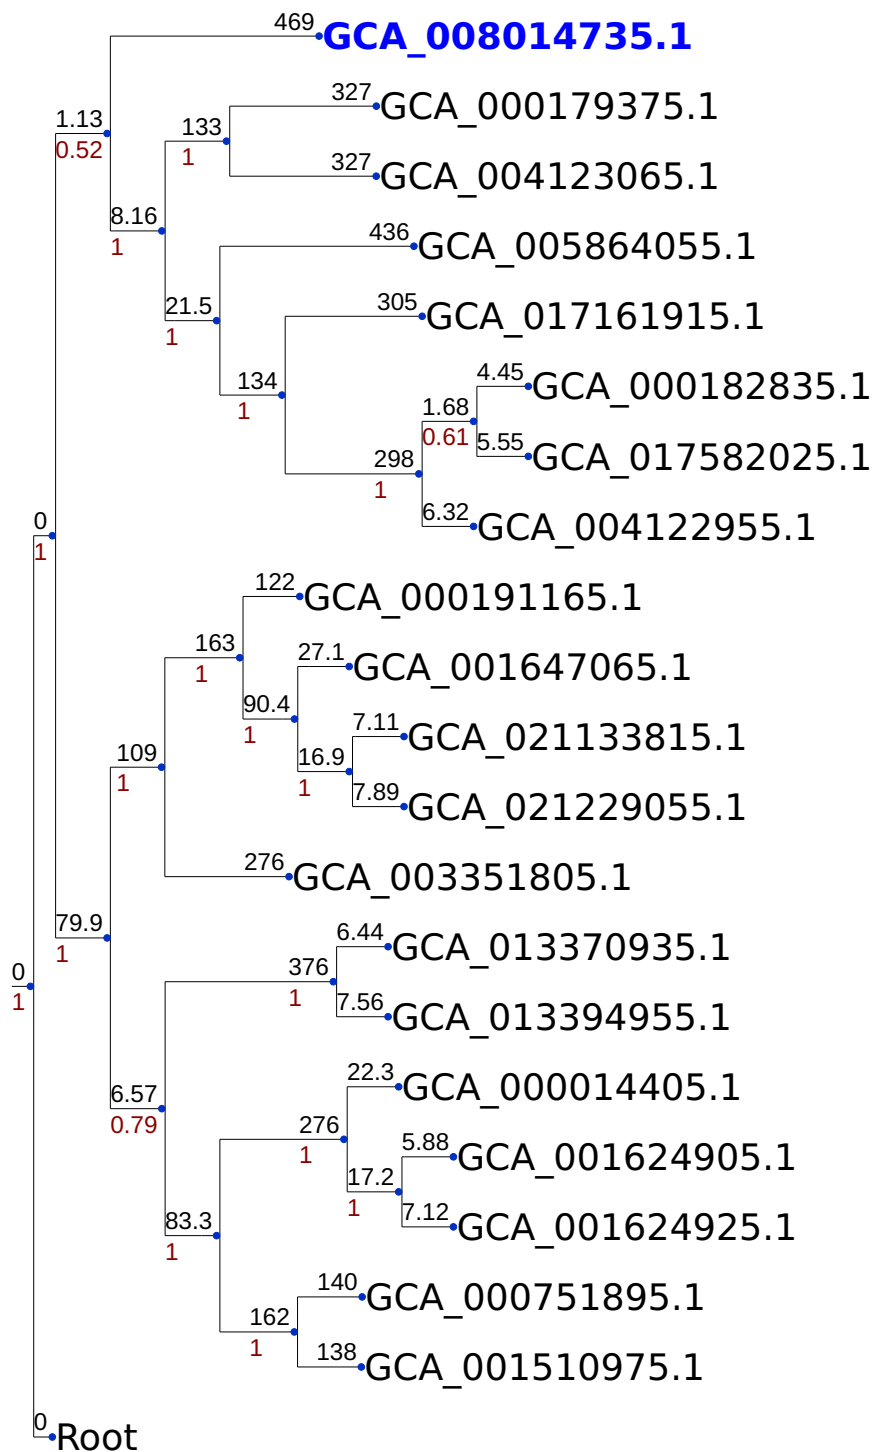 469 GCA_008014735.1
327 GCA_000179375.1
1.13
133
0.52
1
327 GCA_004123065.1
8.16
436 GCA_005864055.1
1
21.5
305 GCA_017161915.1
1
134
4.45 GCA_000182835.1
1
1.68
0.61
5.55 GCA_017582025.1
298
1
6.32 GCA_004122955.1
0
1
122 GCA_000191165.1
163
27.1 GCA_001647065.1
1
90.4
7.11 GCA_021133815.1
1
109
16.9
1
1
7.89 GCA_021229055.1
276 GCA_003351805.1
79.9
6.44 GCA_013370935.1
1
0
376
1
1
7.56 GCA_013394955.1
22.3 GCA_000014405.1
6.57
0.79
276
5.88 GCA_001624905.1
1
17.2
1
7.12 GCA_001624925.1
83.3
1
140 GCA_000751895.1
162
1
138 GCA_001510975.1
0 Root